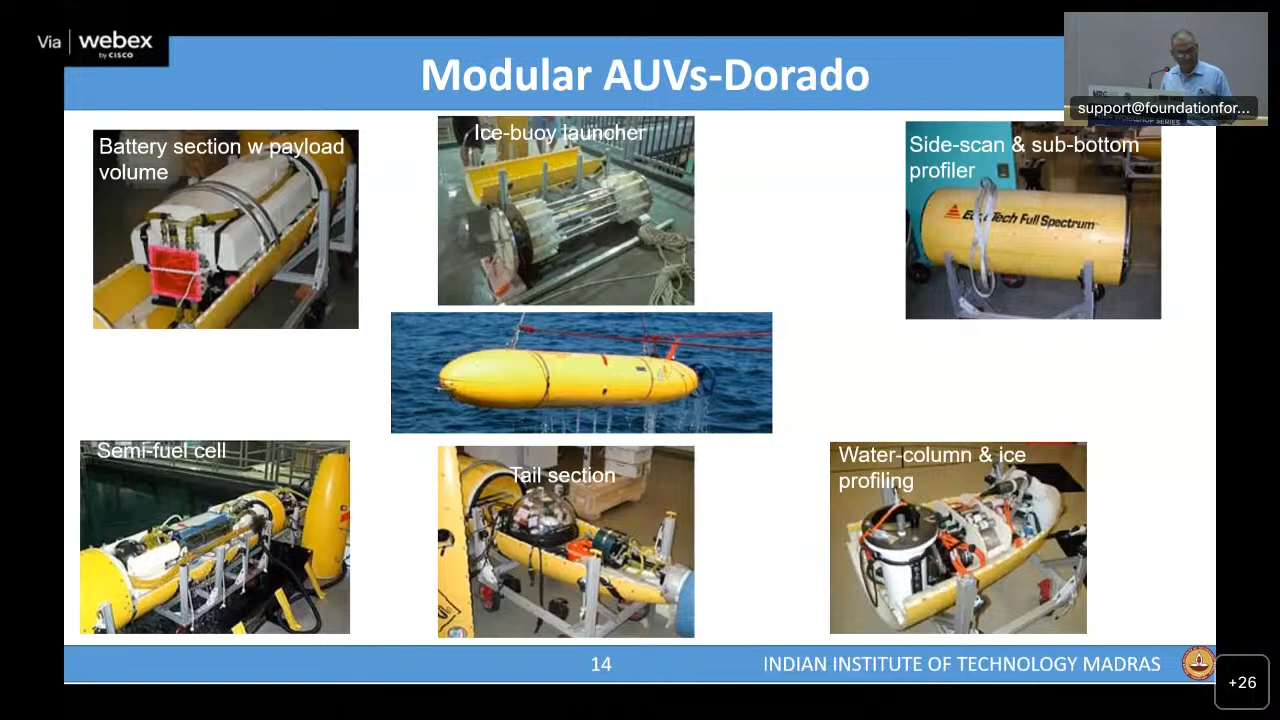 Via webex
by CISCO
Modular AUVs-Dorado
support@foundationfor...
Battery section w payload
volume
Ice-buoy launcher
Side-scan & sub-bottom
profiler
Full Spectrum
Semi-fuel cell
Tail section
Water-column & ice
profiling
14
INDIAN INSTITUTE OF TECHNOLOGY MADRAS
+26